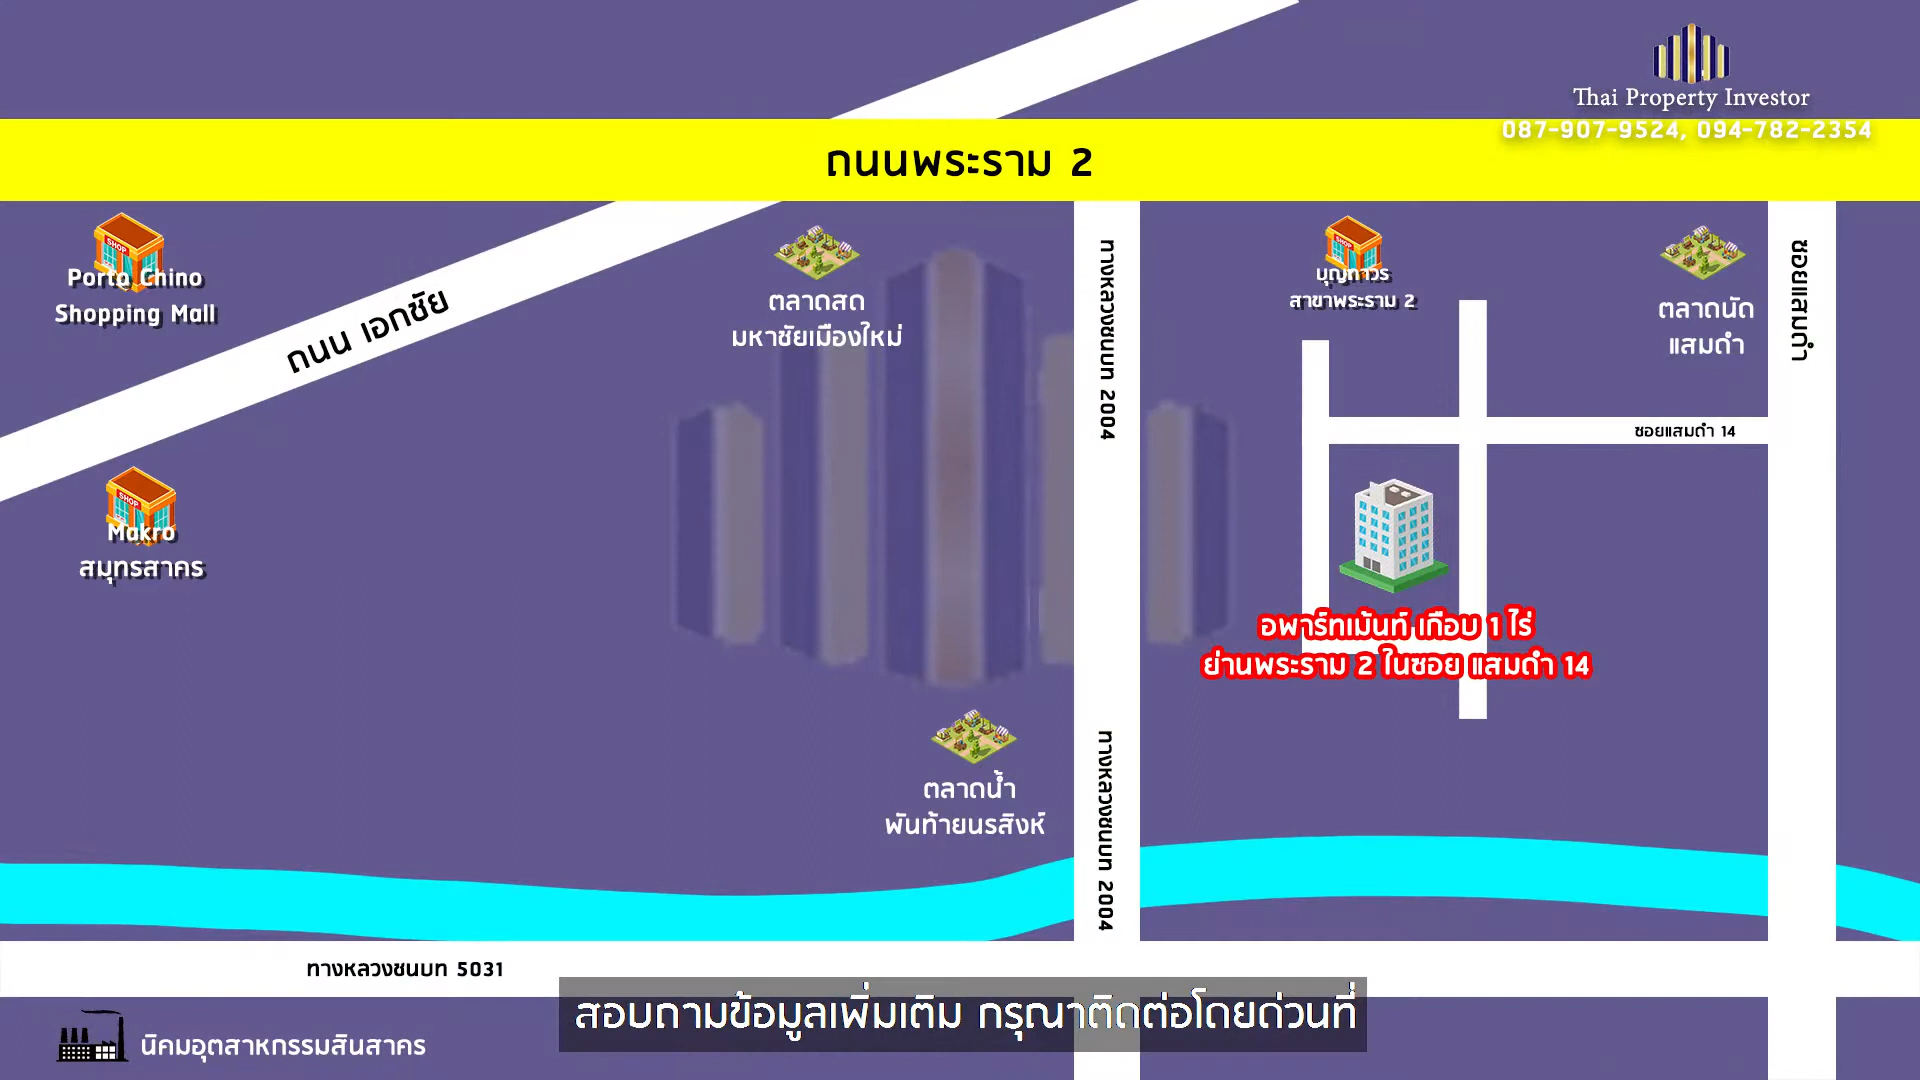 Thai Property Investor
087-907-9524, 094-782-2354
ถนนพระราม 2
SHOP
Porto Chino
Shopping Mall
ถนน เอกชัย
ตลาดสด
มหาชัยเมืองใหม่
ทางหลวงชนบท 2004
บุญถาวร
สาขาพระราม 2
ตลาดนัด
แสมดำ
ซอยแสมดำ
ซอยแสมดำ 14
SHOP
Makro
สมุทรสาคร
อพาร์ทเม้นท์ เกือบ 1 ไร่
ย่านพระราม 2 ในซอย แสมดำ 14
ตลาดน้ำ
พันท้ายนรสิงห์
ทางหลวงชนบท 2004
ทางหลวงชนบท 5031
สอบถามข้อมูลเพิ่มเติม กรุณาติดต่อโดยด่วนที่
นิคมอุตสาหกรรมสินสาคร